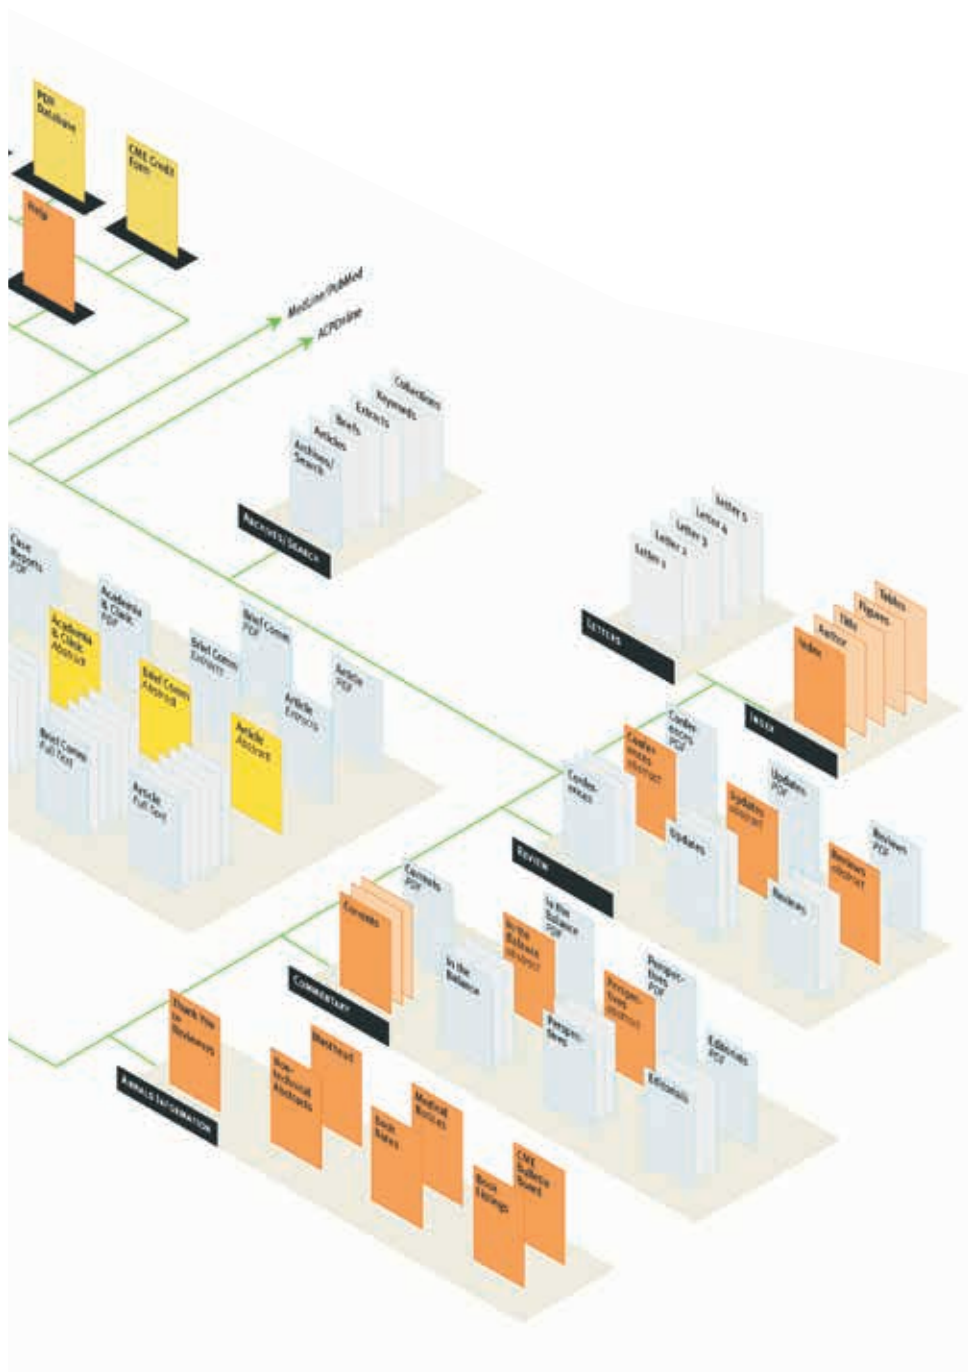 PDF
Database
CME Credit
Form
Help
MedLine/PubMed
ACPOnline
Collections
Keywords
Extracts
Briefs
Articles
Archives/
Search
ARCHIVES/SEARCH
Letter 5
Letter 4
Letter 3
Letter 2
Letter 1
LETTERS
Tables
Figures
Title
Author
Index
INDEX
Case
Reports
PDF
Academia
& Clinic
PDF
Academia
& Clinic
Abstract
Brief Comm
PDF
Brief Comm
Extracts
Brief Comm
Abstract
Brief Comm
Full Text
Article
PDF
Article
Extracts
Article
Abstract
Article
Full Text
Confer-
ences
PDF
Confer-
ences
ABSTRACT
Confer-
ences
Updates
PDF
Updates
ABSTRACT
Updates
Reviews
PDF
Reviews
ABSTRACT
Reviews
REVIEW
Contents
PDF
Contents
In the
Balance
PDF
In the
Balance
ABSTRACT
In the
Balance
Perspec-
tives
PDF
Perspec-
tives
ABSTRACT
Perspec-
tives
Editorials
PDF
Editorials
COMMENTARY
Thank You
to
Reviewers
Masthead
Non-
technical
Abstracts
Medical
Notices
Book
Notes
CME
Bulletin
Board
Book
Listings
ANNALS INFORMATION